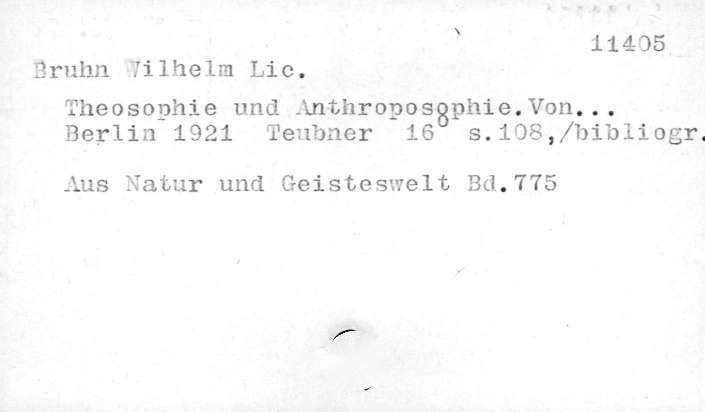 11405
Bruhn Wilhelm Lic.
Theosophie und Anthroposophie.Von...
Berlin 1921 Teubner 16° s.108,/bibliogr.
Aus Natur und Geisteswelt Bd.775